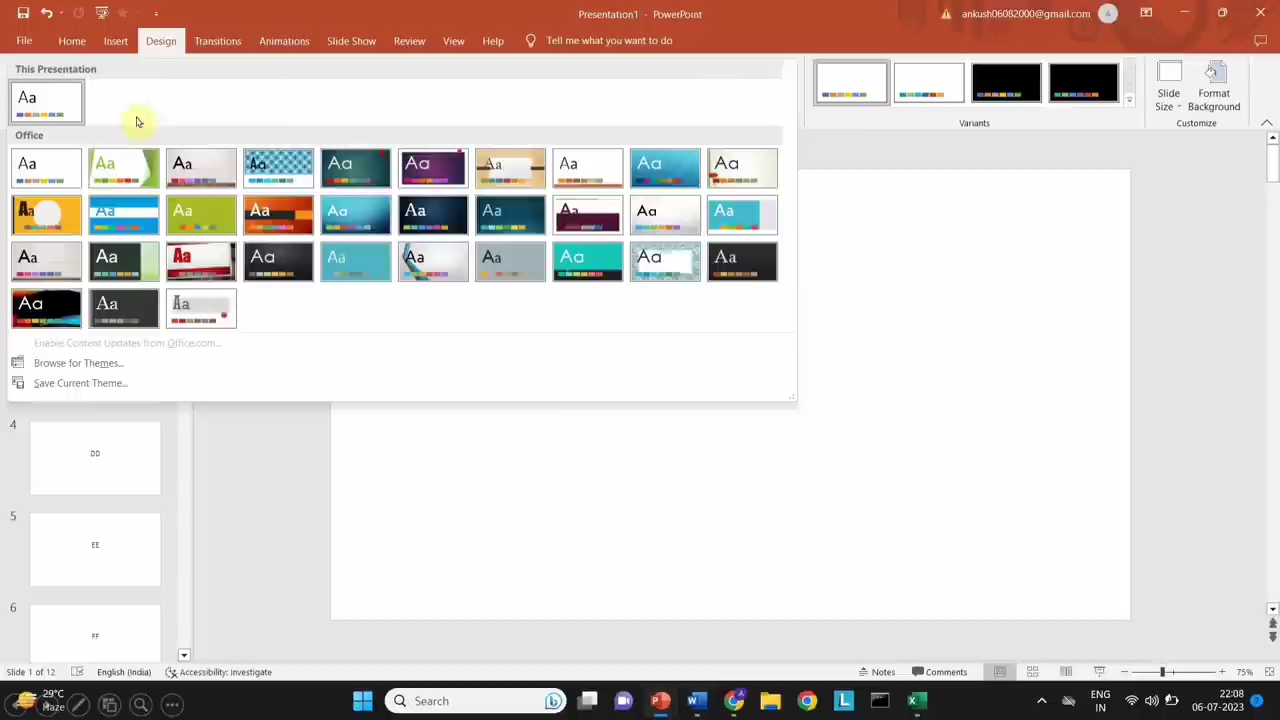 Presentation1 - PowerPoint
ankush06082000@gmail.com
A
File Home Insert Design Transitions Animations Slide Show Review View Help Tell me what you want to do
This Presentation
Aa
Office
Aa Aa Aa Aa Aa Aa Aa Aa Aa Aa
Aa Aa Aa Aa Aa Aa Aa Aa Aa Aa
Aa Aa Aa Aa Aa Aa Aa Aa Aa Aa
Aa Aa Aa
Enable Content Updates from Office.com...
Browse for Themes...
Save Current Theme...
Variants
Slide
Size
Format
Background
Customize
4
DD
5
EE
6
FF
Slide 1 of 12
English (India)
Accessibility: Investigate
Notes
Comments
75%
29°C
Haze
Search
ENG
IN
22:08
06-07-2023